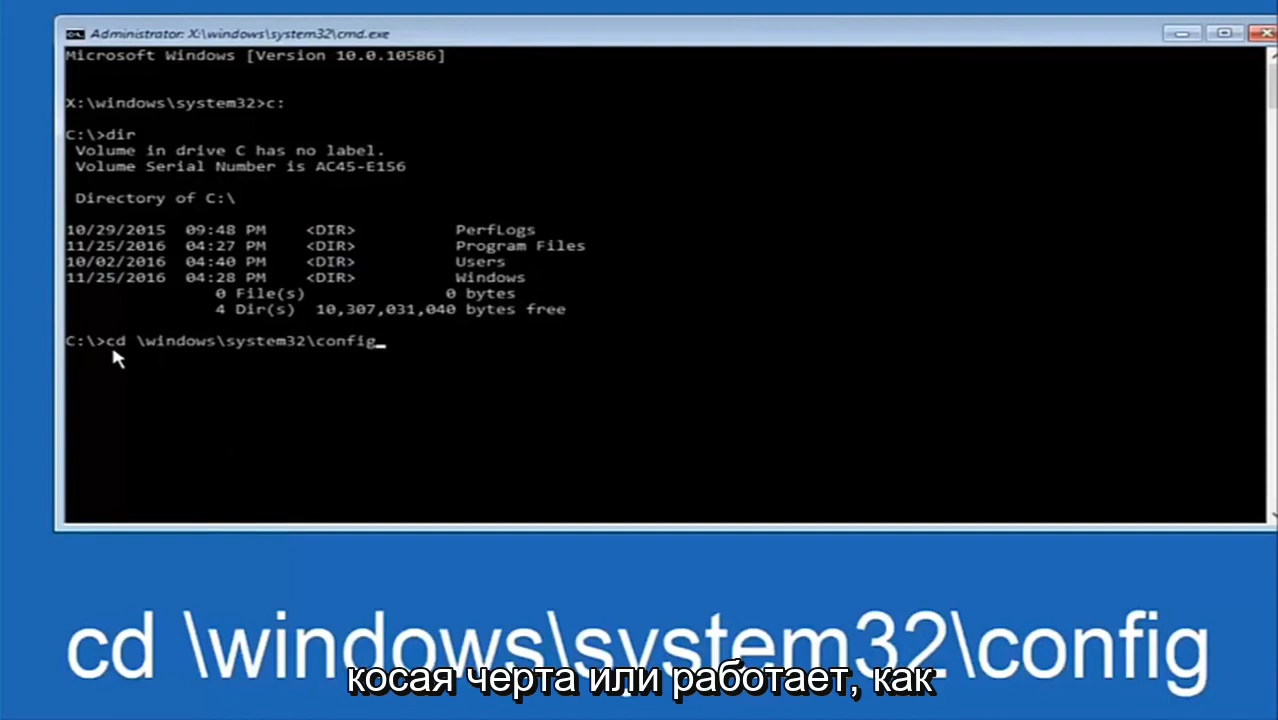 Administrator: X:\windows\system32\cmd.exe
Microsoft Windows [Version 10.0.10586]
X:\windows\system32>c:
C:\>dir
Volume in drive C has no label.
Volume Serial Number is AC45-E156
Directory of C:\
10/29/2015 09:48 PM <DIR> PerfLogs
11/25/2016 04:27 PM <DIR> Program Files
10/02/2016 04:40 PM <DIR> Users
11/25/2016 04:28 PM <DIR> Windows
0 File(s) 0 bytes
4 Dir(s) 10,307,031,040 bytes free
C:\>cd \windows\system32\config_
cd \windows\system32\config
косая черта или работает, как